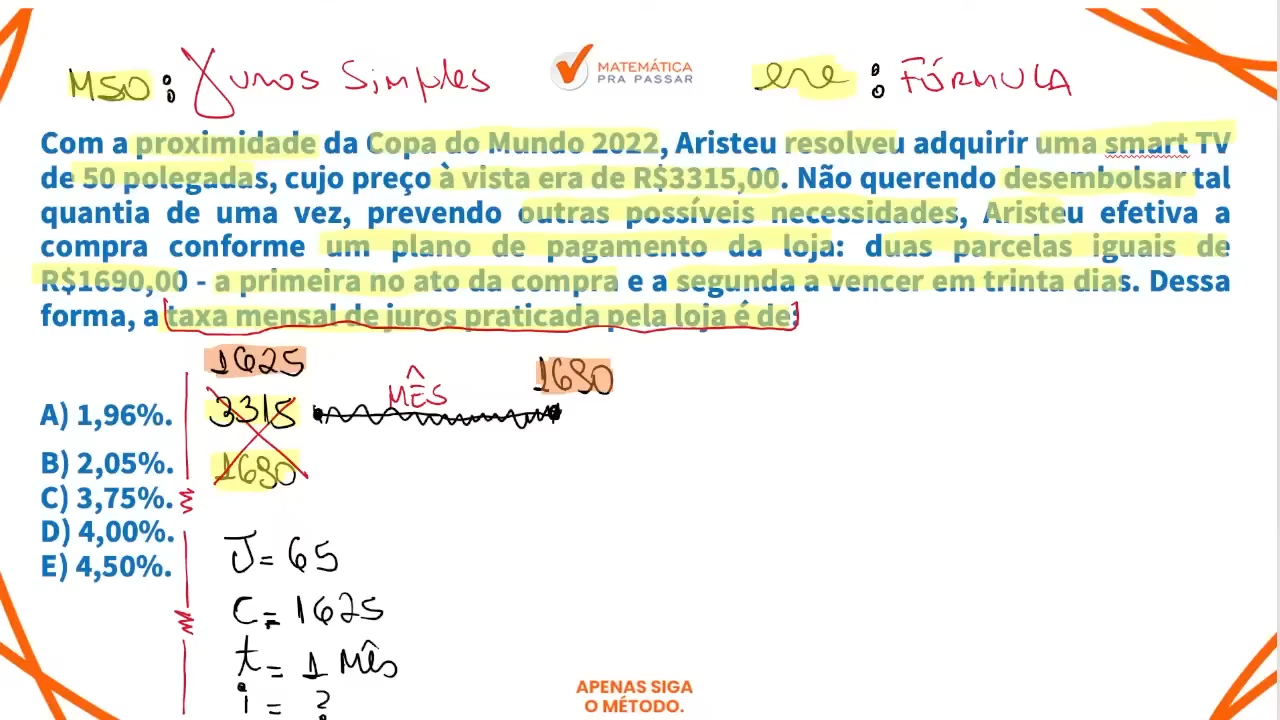 MSO: Juros Simples
MATEMÁTICA
PRA PASSAR
ENE: FÓRMULA
Com a proximidade da Copa do Mundo 2022, Aristeu resolveu adquirir uma smart TV
de 50 polegadas, cujo preço à vista era de R$3315,00. Não querendo desembolsar tal
quantia de uma vez, prevendo outras possíveis necessidades, Aristeu efetiva a
compra conforme um plano de pagamento da loja: duas parcelas iguais de
R$1690,00 - a primeira no ato da compra e a segunda a vencer em trinta dias. Dessa
forma, a taxa mensal de juros praticada pela loja é de:
1625
1690
MÊS
3315
1690
A) 1,96%.
B) 2,05%.
C) 3,75%.
D) 4,00%.
E) 4,50%.
J= 65
C= 1625
t= 1 Mês
i= ?
APENAS SIGA
O MÉTODO.